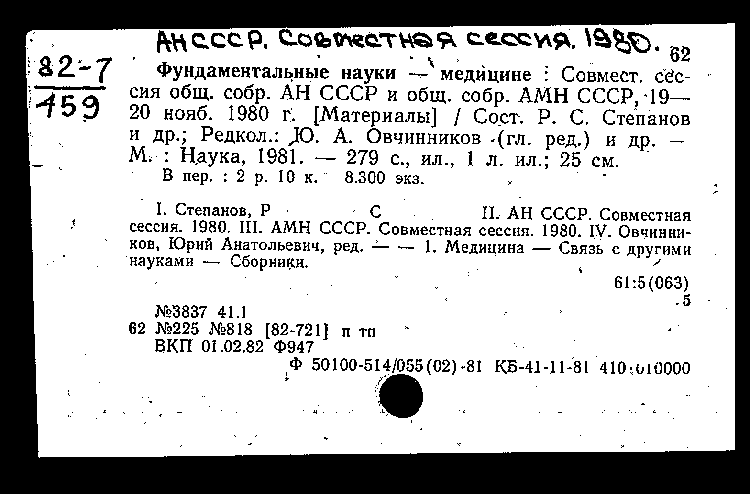 АН СССР. Совместная сессия. 1980.
62
82-7
159
Фундаментальные науки — медицине : Совмест. сес-
сия общ. собр. АН СССР и общ. собр. АМН СССР, 19—
20 нояб. 1980 г. [Материалы] / Сост. Р. С. Степанов
и др.; Редкол.: Ю. А. Овчинников (гл. ред.) и др. —
М. : Наука, 1981. — 279 с., ил., 1 л. ил.; 25 см.
В пер. : 2 р. 10 к. 8.300 экз.
I. Степанов, Р С II. АН СССР. Совместная
сессия. 1980. III. АМН СССР. Совместная сессия. 1980. IV. Овчинни-
ков, Юрий Анатольевич, ред. — — 1. Медицина — Связь с другими
науками — Сборники.
61:5(063)
.5
№3837 41.1
62 №225 №818 [82-721] п тп
ВКП 01.02.82 Ф947
Ф 50100-514/055(02)-81 КБ-41-11-81 410:010000